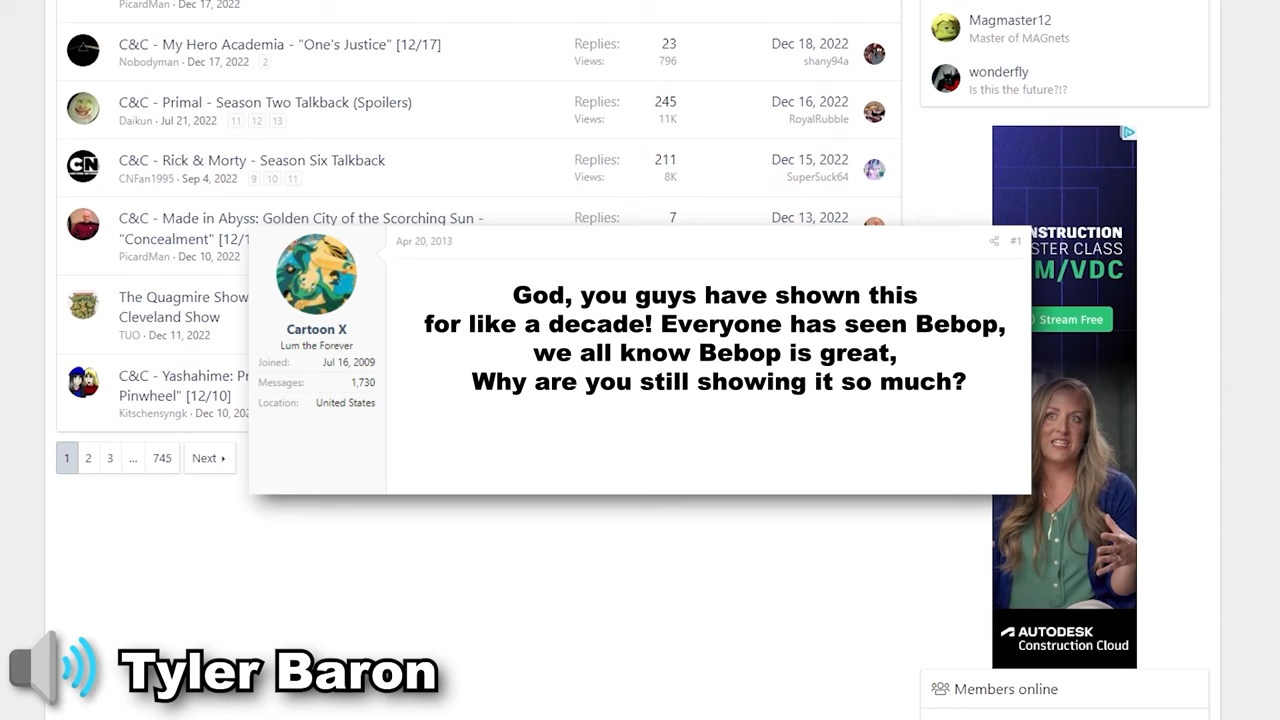 PicardMan · Dec 17, 2022
C&C - My Hero Academia - "One's Justice" [12/17]
Nobodyman · Dec 17, 2022 2
Replies: 23
Views: 796
Dec 18, 2022
shany94a
C&C - Primal - Season Two Talkback (Spoilers)
Daikun · Jul 21, 2022 11 12 13
Replies: 245
Views: 11K
Dec 16, 2022
RoyalRubble
CN
C&C - Rick & Morty - Season Six Talkback
CNFan1995 · Sep 4, 2022 9 10 11
Replies: 211
Views: 8K
Dec 15, 2022
SuperSuck64
C&C - Made in Abyss: Golden City of the Scorching Sun -
"Concealment" [12/1
PicardMan · Dec 10, 2022
Replies: 7
Dec 13, 2022
The Quagmire Show
Cleveland Show
TUO · Dec 11, 2022
C&C - Yashahime: Pr
Pinwheel" [12/10]
Kitschensyngk · Dec 10, 202
1 2 3 ... 745 Next
Cartoon X
Lum the Forever
Joined: Jul 16, 2009
Messages: 1,730
Location: United States
Apr 20, 2013 #1
God, you guys have shown this
for like a decade! Everyone has seen Bebop,
we all know Bebop is great,
Why are you still showing it so much?
Magmaster12
Master of MAGnets
wonderfly
Is this the future?!?
NSTRUCTION
STER CLASS
M/VDC
Stream Free
AUTODESK
Construction Cloud
Members online
Tyler Baron